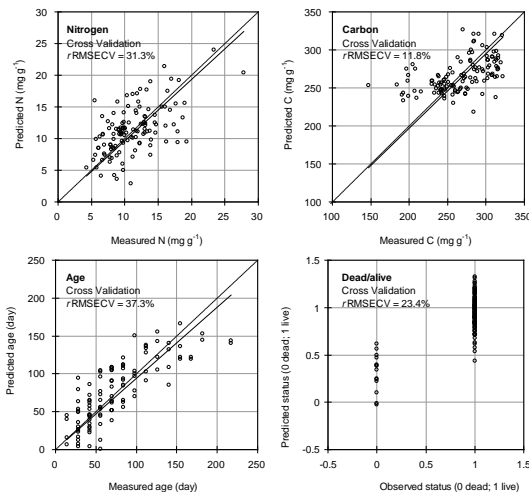 Nitrogen
Cross Validation
rRMSECV = 31.3%
Predicted N (mg g-1)
30
25
20
15
10
5
0
0 5 10 15 20 25 30
Measured N (mg g-1)
Carbon
Cross Validation
rRMSECV = 11.8%
Predicted C (mg g-1)
350
300
250
200
150
100
100 150 200 250 300 350
Measured C (mg g-1)
Age
Cross Validation
rRMSECV = 37.3%
Predicted age (day)
250
200
150
100
50
0
0 50 100 150 200 250
Measured age (day)
Dead/alive
Cross Validation
rRMSECV = 23.4%
Predicted status (0 dead; 1 live)
1.5
1.0
0.5
0.0
-0.5
-0.5 0.0 0.5 1.0 1.5
Observed status (0 dead; 1 live)